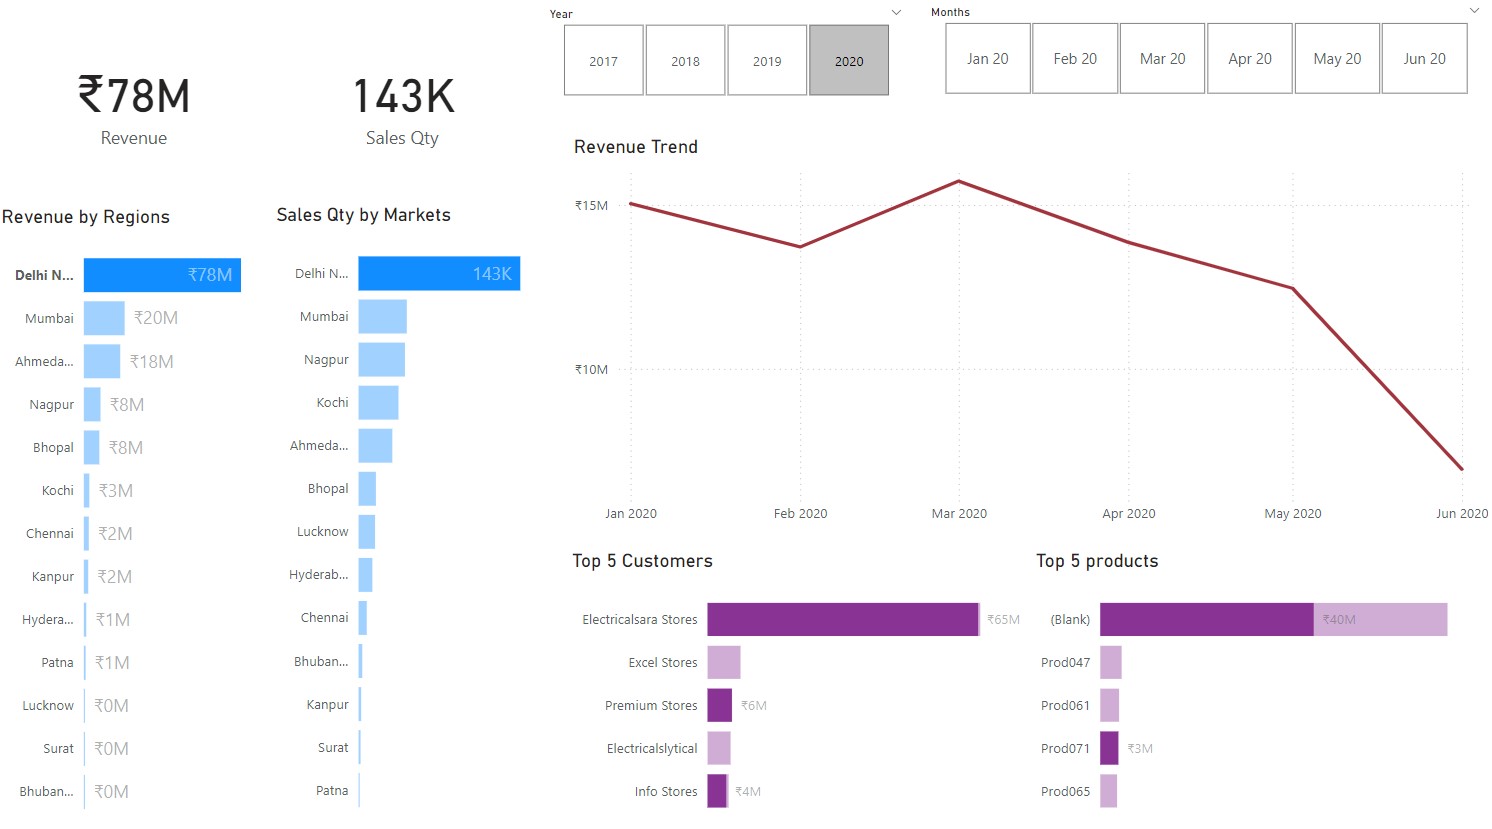 Year
2017
2018
2019
2020
Months
Jan 20
Feb 20
Mar 20
Apr 20
May 20
Jun 20
₹78M
Revenue
143K
Sales Qty
Revenue by Regions
Delhi N... ₹78M
Mumbai ₹20M
Ahmeda... ₹18M
Nagpur ₹8M
Bhopal ₹8M
Kochi ₹3M
Chennai ₹2M
Kanpur ₹2M
Hydera... ₹1M
Patna ₹1M
Lucknow ₹0M
Surat ₹0M
Bhuban... ₹0M
Sales Qty by Markets
Delhi N... 143K
Mumbai
Nagpur
Kochi
Ahmeda...
Bhopal
Lucknow
Hyderab...
Chennai
Bhuban...
Kanpur
Surat
Patna
Revenue Trend
₹15M
₹10M
Jan 2020 Feb 2020 Mar 2020 Apr 2020 May 2020 Jun 2020
Top 5 Customers
Electricalsara Stores ₹65M
Excel Stores
Premium Stores ₹6M
Electricalslytical
Info Stores ₹4M
Top 5 products
(Blank) ₹40M
Prod047
Prod061
Prod071 ₹3M
Prod065